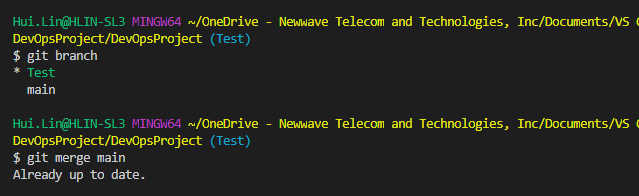 Hui.Lin@HLIN-SL3 MINGW64 ~/OneDrive - Newwave Telecom and Technologies, Inc/Documents/VS
DevOpsProject/DevOpsProject (Test)
$ git branch
* Test
  main
Hui.Lin@HLIN-SL3 MINGW64 ~/OneDrive - Newwave Telecom and Technologies, Inc/Documents/VS
DevOpsProject/DevOpsProject (Test)
$ git merge main
Already up to date.